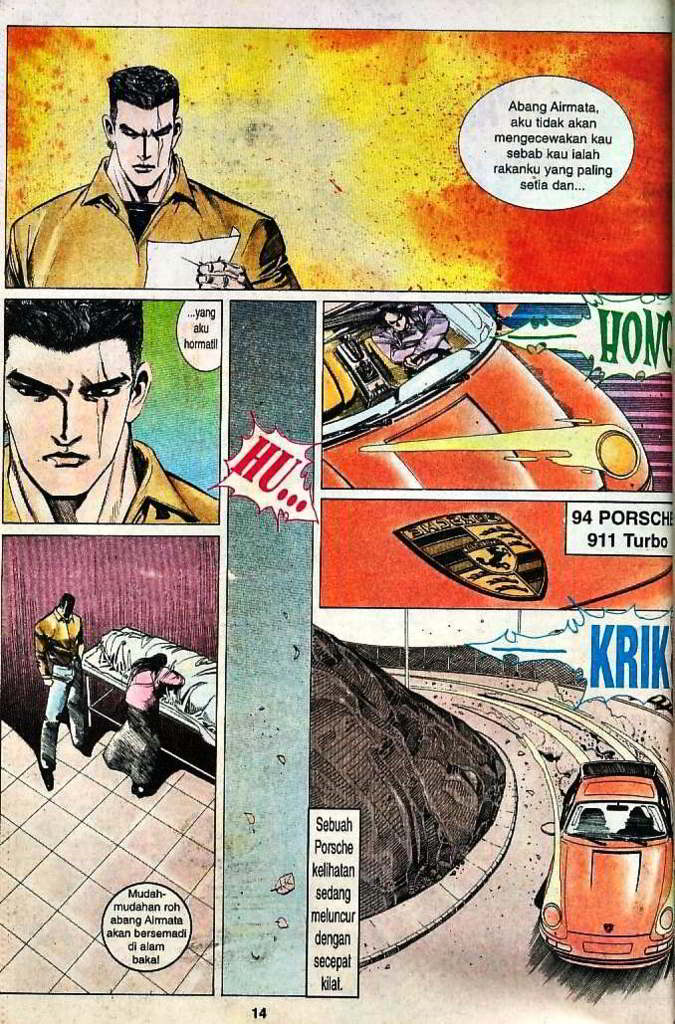 Abang Airmata,
aku tidak akan
mengecewakan kau
sebab kau ialah
rakanku yang paling
setia dan...
...yang
aku
hormati!
HONG
HU...
94 PORSCHE
911 Turbo
KRIK
Mudah-
mudahan roh
abang Airmata
akan bersemadi
di alam
baka!
Sebuah
Porsche
kelihatan
sedang
meluncur
dengan
secepat
kilat.
14